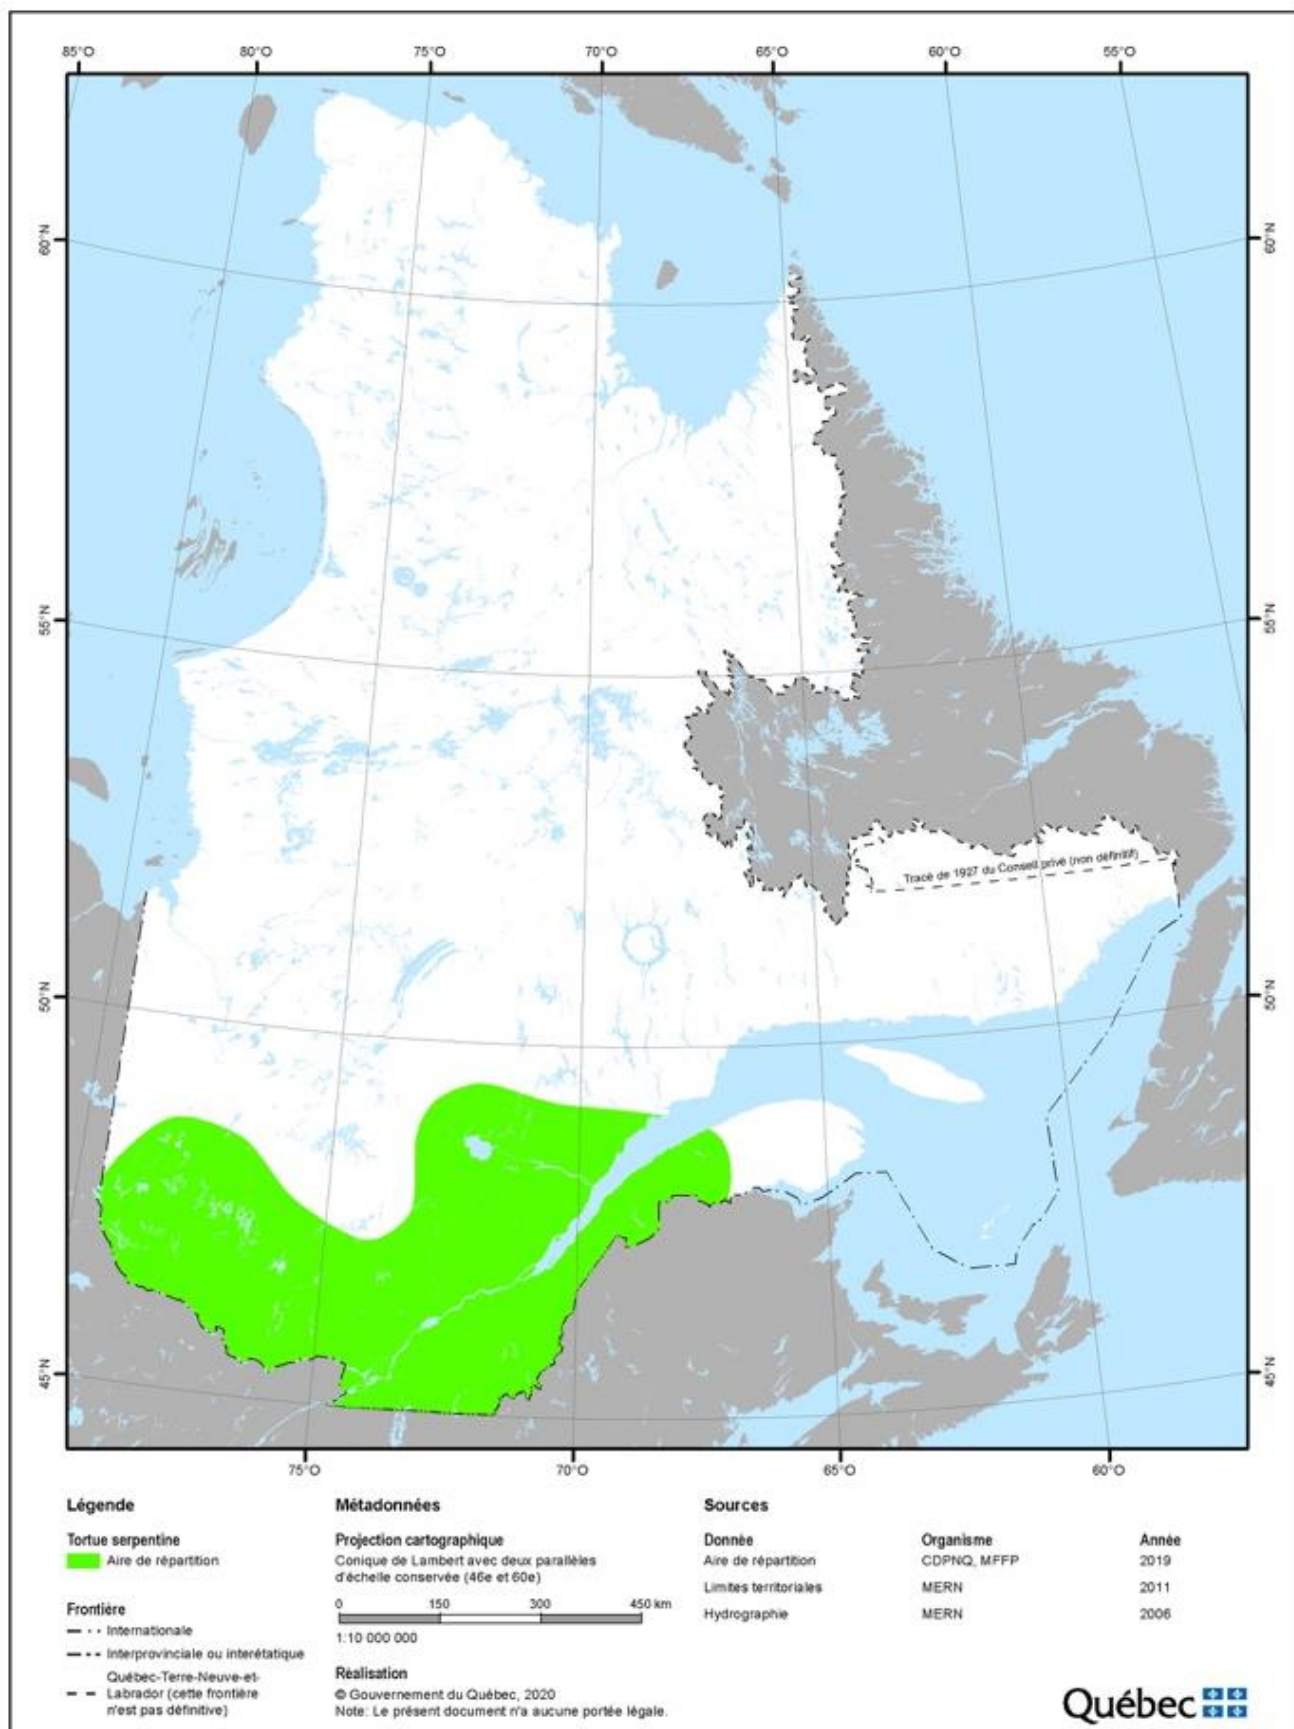 85°O 80°O 75°O 70°O 65°O 60°O 55°O
60°N 60°N
55°N 55°N
Tracé de 1927 du Conseil privé (non définitif)
50°N 50°N
45°N 45°N
75°O 70°O 65°O 60°O
Légende
Tortue serpentine
Aire de répartition
Frontière
Internationale
Interprovinciale ou interétatique
Québec-Terre-Neuve-et-
Labrador (cette frontière
n'est pas définitive)
Métadonnées
Projection cartographique
Conique de Lambert avec deux parallèles
d'échelle conservée (46e et 60e)
0 150 300 450 km
1:10 000 000
Réalisation
© Gouvernement du Québec, 2020
Note: Le présent document n'a aucune portée légale.
Sources
Donnée Organisme Année
Aire de répartition CDPNQ, MFFP 2019
Limites territoriales MERN 2011
Hydrographie MERN 2006
Québec